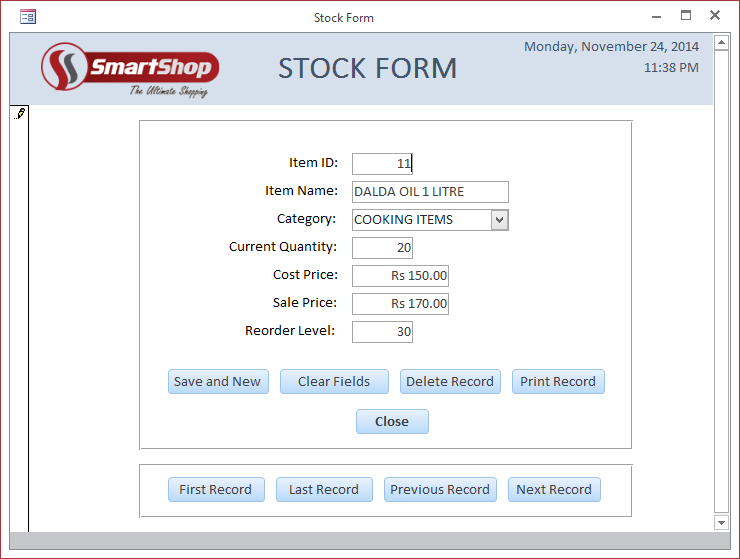 Stock Form
SmartShop
The Ultimate Shopping
STOCK FORM
Monday, November 24, 2014
11:38 PM
Item ID: 11
Item Name: DALDA OIL 1 LITRE
Category: COOKING ITEMS
Current Quantity: 20
Cost Price: Rs 150.00
Sale Price: Rs 170.00
Reorder Level: 30
Save and New Clear Fields Delete Record Print Record
Close
First Record Last Record Previous Record Next Record